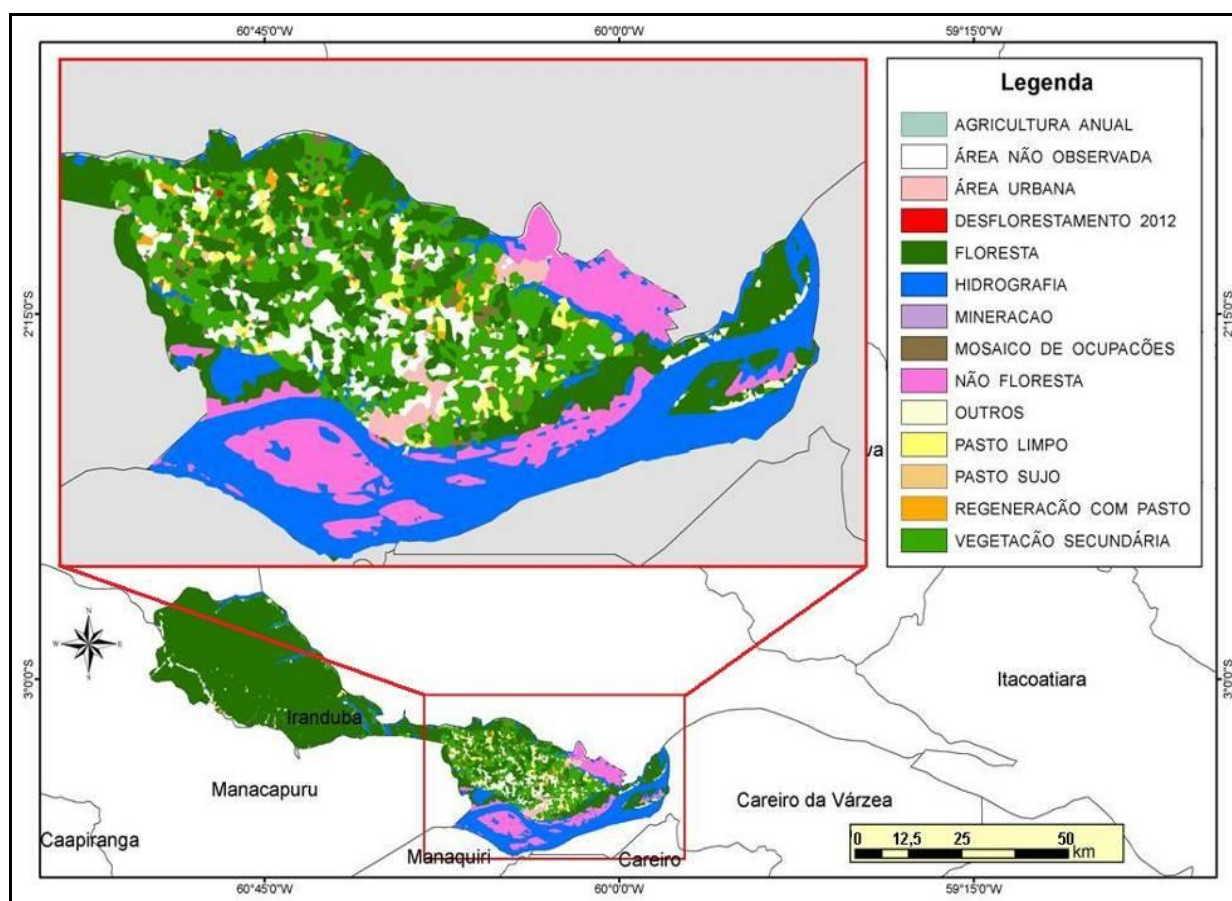 60°45'0"W 60°0'0"W 59°15'0"W
Legenda
AGRICULTURA ANUAL
ÁREA NÃO OBSERVADA
ÁREA URBANA
DESFLORESTAMENTO 2012
FLORESTA
HIDROGRAFIA
MINERACAO
MOSAICO DE OCUPACÕES
NÃO FLORESTA
OUTROS
PASTO LIMPO
PASTO SUJO
REGENERACÃO COM PASTO
VEGETACÃO SECUNDÁRIA
2°15'0"S 2°15'0"S
va
N
W E
S
3°0'0"S 3°0'0"S
Itacoatiara
Iranduba
Manacapuru
Careiro da Várzea
Caapiranga
Manaquiri
Careiro
0 12,5 25 50
km
60°45'0"W 60°0'0"W 59°15'0"W